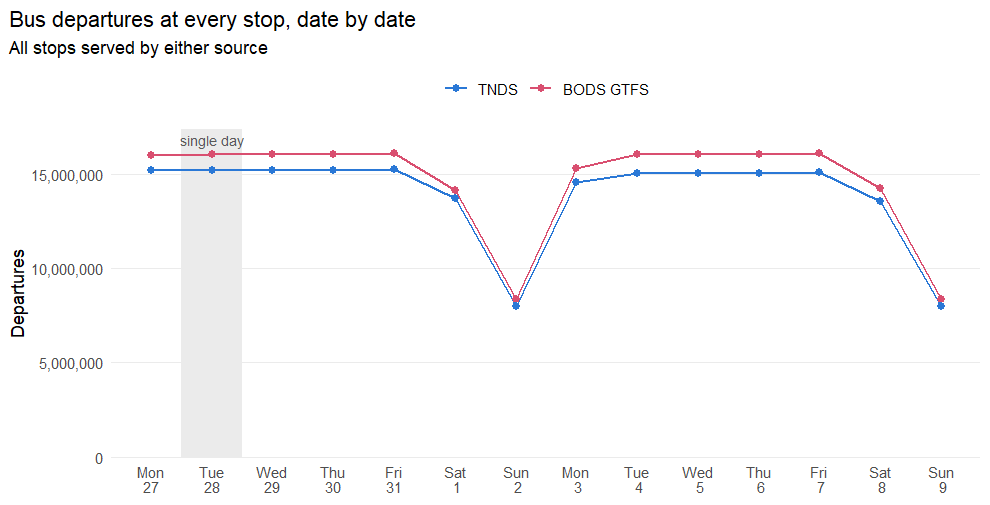 Bus departures at every stop, date by date
All stops served by either source
TNDS BODS GTFS
single day
15,000,000
10,000,000
5,000,000
0
Departures
Mon Tue Wed Thu Fri Sat Sun Mon Tue Wed Thu Fri Sat Sun
27 28 29 30 31 1 2 3 4 5 6 7 8 9